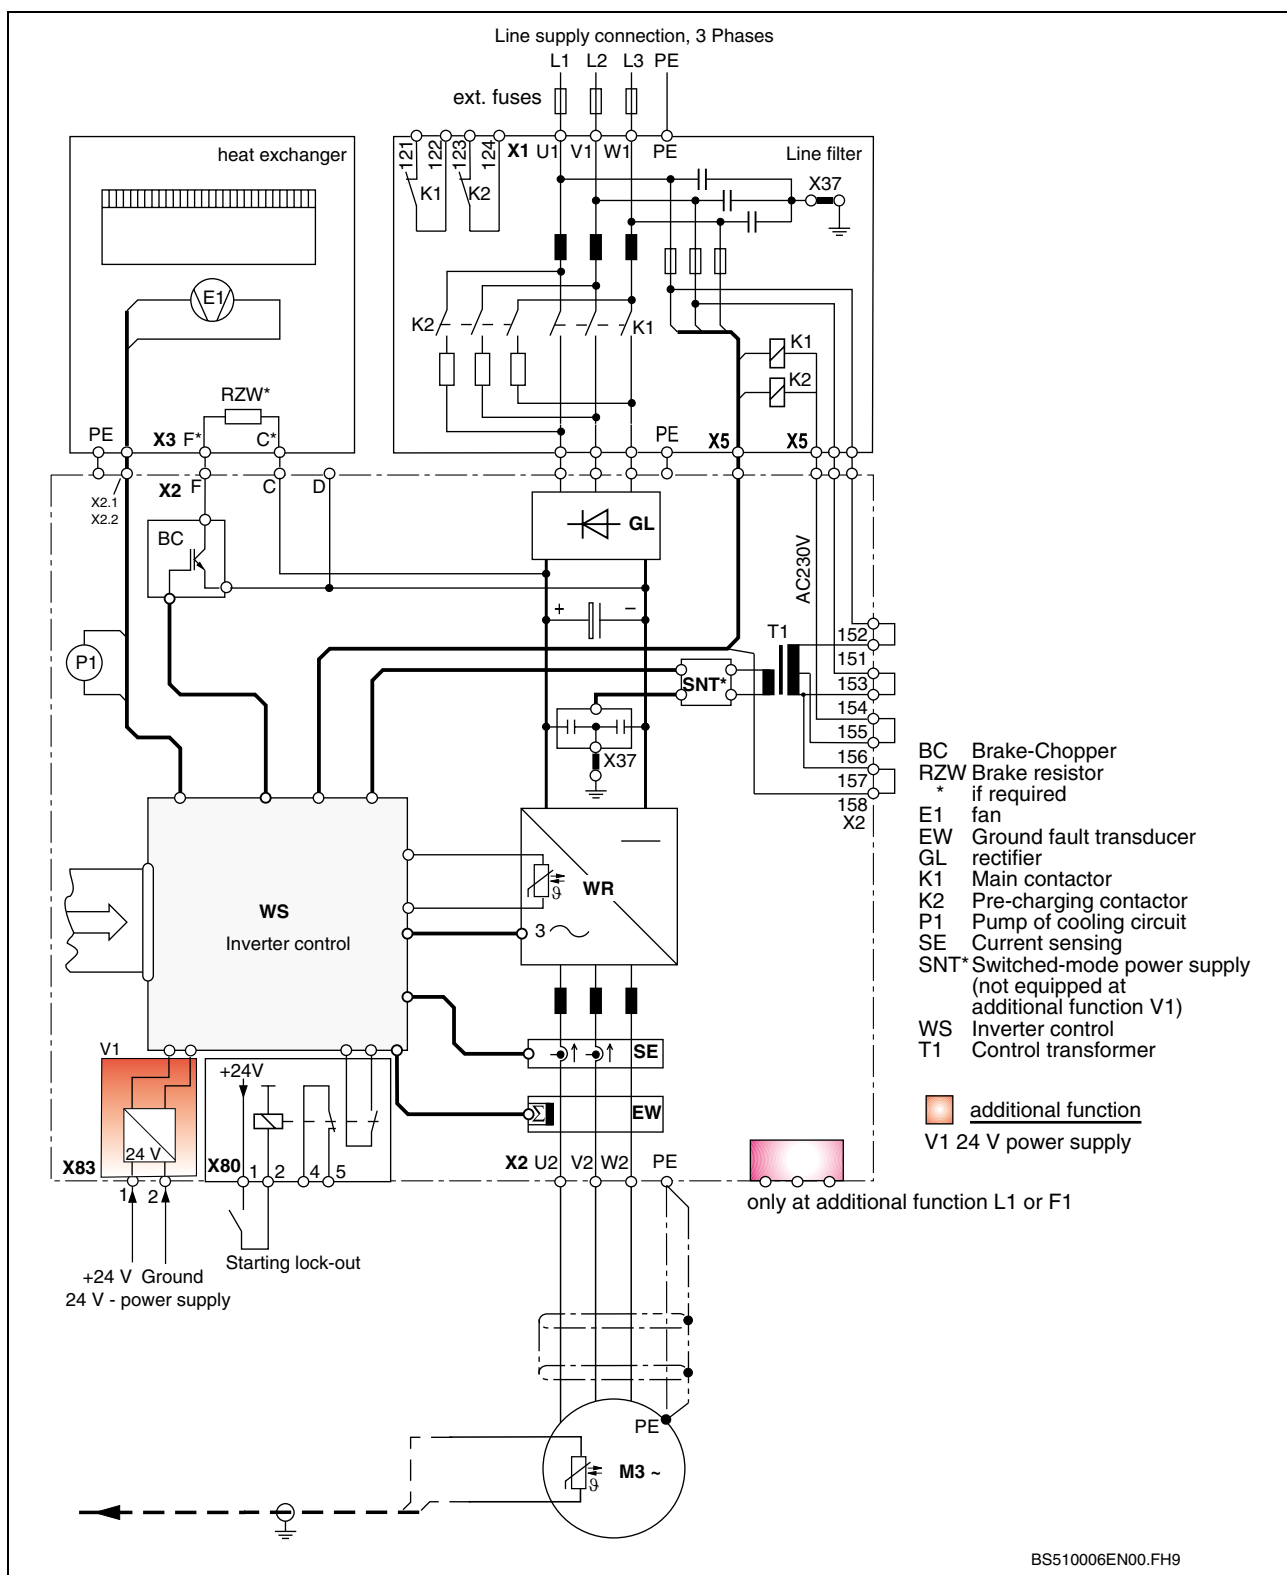 Line supply connection, 3 Phases
L1 L2 L3 PE
ext. fuses
heat exchanger
121 122 123 124 X1 U1 V1 W1 PE Line filter
K1 K2
X37
E1
K2 K1
K1
K2
RZW*
PE X3 F* C*
PE X5 X5
X2.1
X2.2
X2 F C D
BC
GL
AC230V
+ −
P1
T1
SNT*
152
151
153
154
155
156
157
158
X2
X37
WS
Inverter control
WR
ϑ
3
SE
EW
Σ
V1
24 V
X83
1 2
+24V
X80 1 2 4 5
X2 U2 V2 W2 PE
Starting lock-out
+24 V Ground
24 V - power supply
only at additional function L1 or F1
BC Brake-Chopper
RZW Brake resistor
* if required
E1 fan
EW Ground fault transducer
GL rectifier
K1 Main contactor
K2 Pre-charging contactor
P1 Pump of cooling circuit
SE Current sensing
SNT* Switched-mode power supply
(not equipped at
additional function V1)
WS Inverter control
T1 Control transformer
additional function
V1 24 V power supply
PE
M3 ~
ϑ
BS510006EN00.FH9